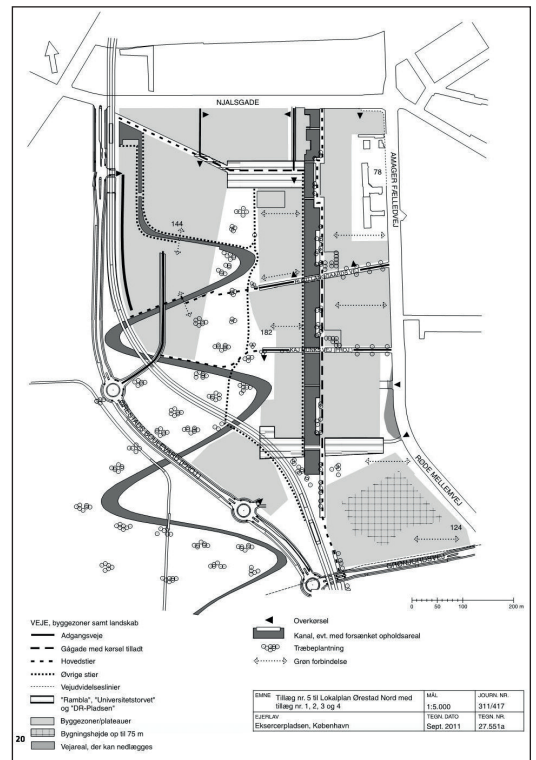 NJALSGADE
AMAGER FÆLLEDVEJ
78
144
182
ØRESTADS BOULEVARD (PROJ.)
RØDE MELLEMVEJ
124
0 50 100 200 m
VEJE, byggezoner samt landskab
Adgangsveje
Gågade med kørsel tilladt
Hovedstier
Øvrige stier
Vejudvidelseslinier
"Rambla", "Universitetstorvet"
og "DR-Pladsen"
Byggezoner/plateauer
Bygningshøjde op til 75 m
Vejareal, der kan nedlægges
Overkørsel
Kanal, evt. med forsænket opholdsareal
Træbeplantning
Grøn forbindelse
EMNE Tillæg nr. 5 til Lokalplan Ørestad Nord med
tillæg nr. 1, 2, 3 og 4
MÅL
1:5.000
JOURN. NR.
311/417
EJERLAV
Eksercerpladsen, København
TEGN. DATO
Sept. 2011
TEGN. NR.
27.551a
20